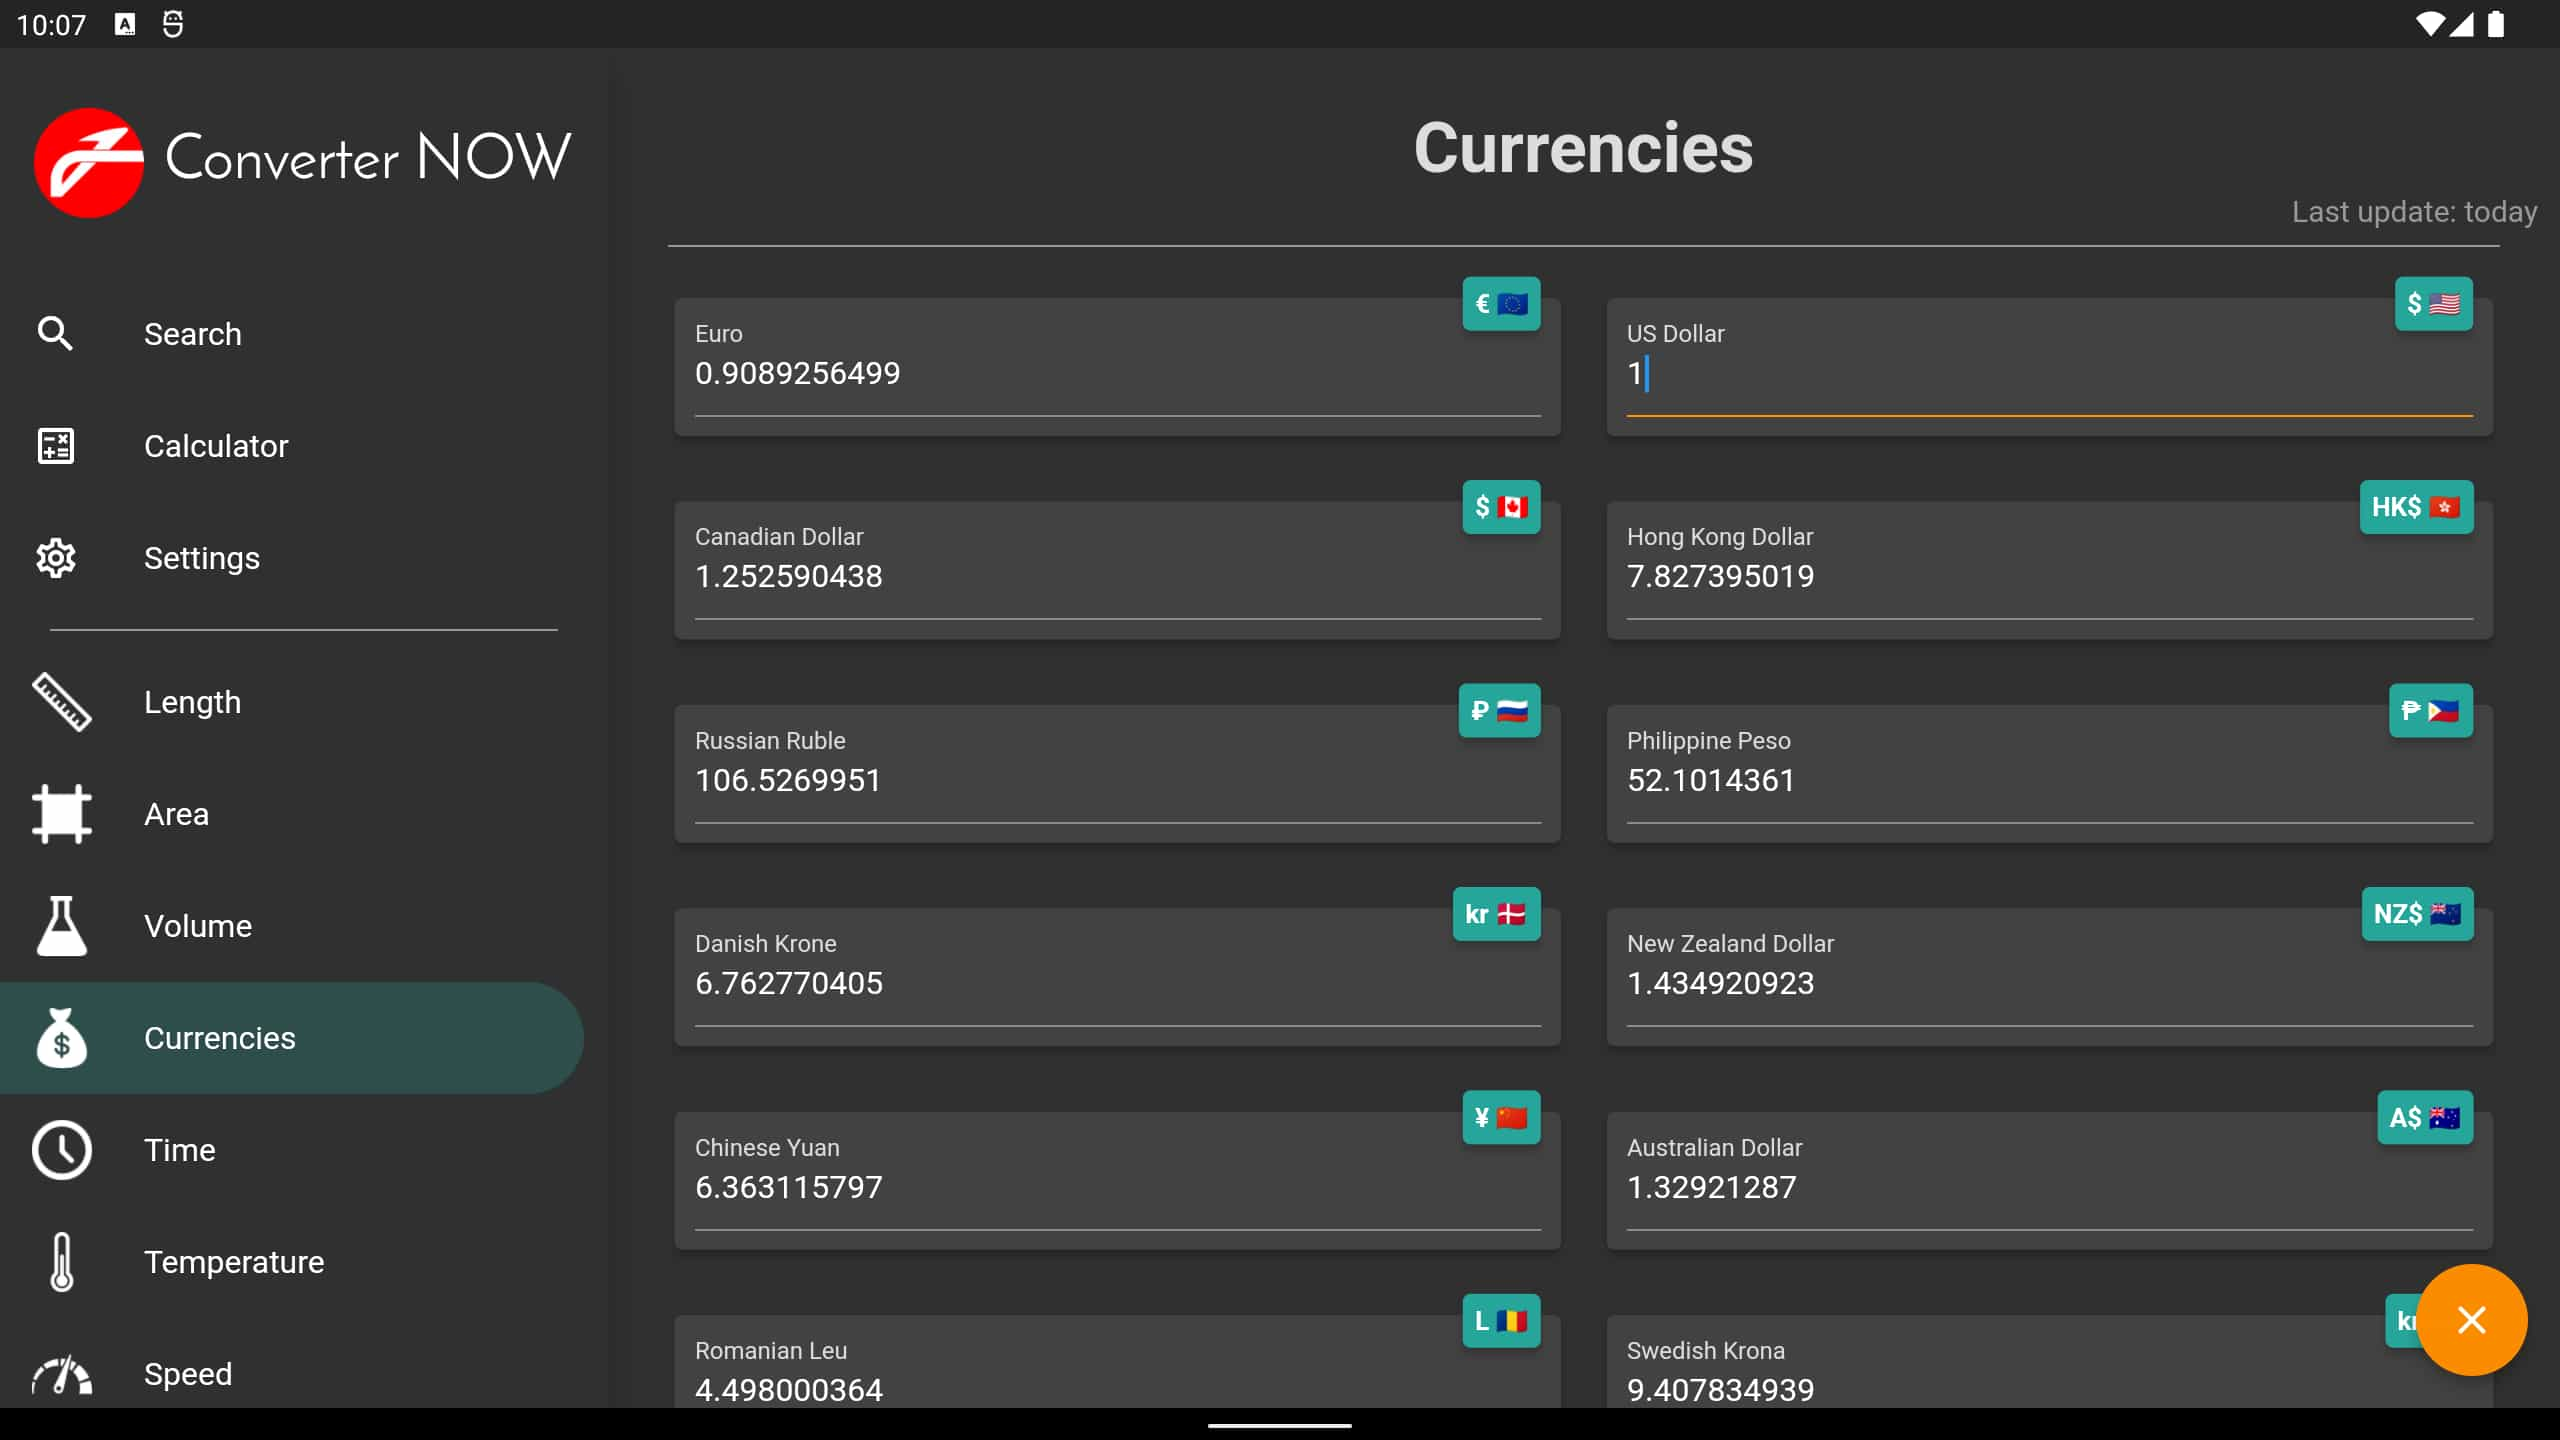 10:07
Converter NOW
Search
Calculator
Settings
Length
Area
Volume
$ Currencies
Time
Temperature
Speed
Currencies
Last update: today
€
Euro
0.9089256499
$
US Dollar
1
$
Canadian Dollar
1.252590438
HK$
Hong Kong Dollar
7.827395019
₽
Russian Ruble
106.5269951
₱
Philippine Peso
52.1014361
kr
Danish Krone
6.762770405
NZ$
New Zealand Dollar
1.434920923
¥
Chinese Yuan
6.363115797
A$
Australian Dollar
1.32921287
L
Romanian Leu
4.498000364
Swedish Krona
9.407834939